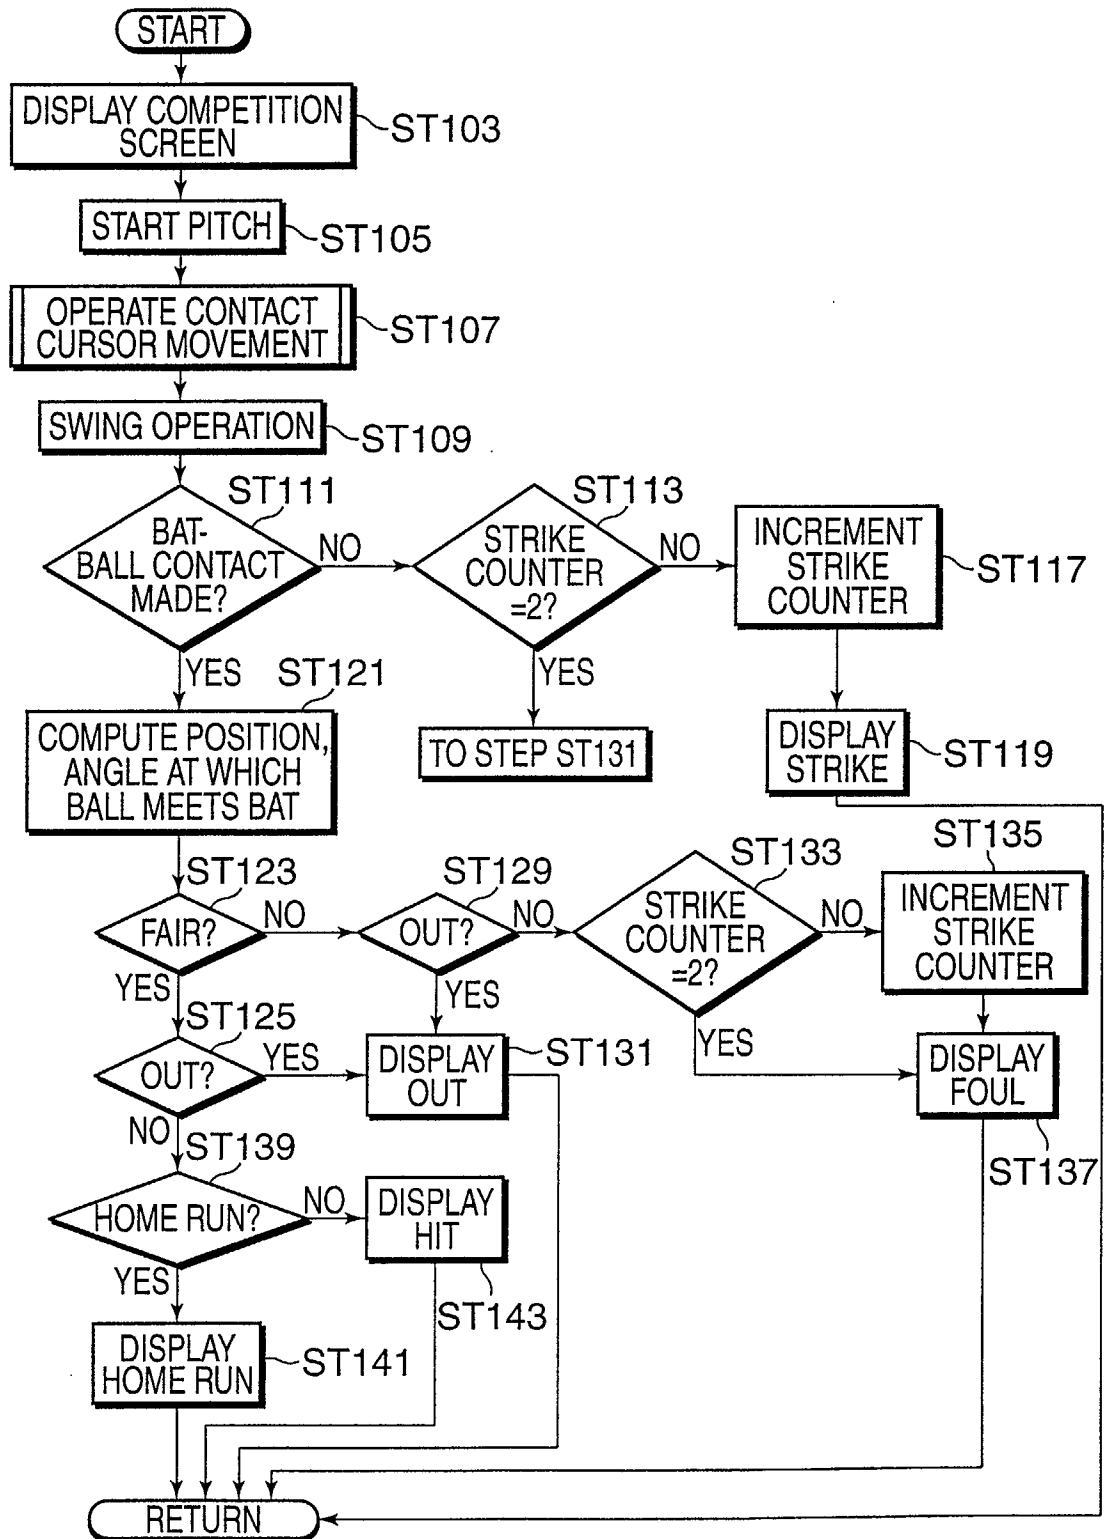 START
DISPLAY COMPETITION
SCREEN
ST103
START PITCH
ST105
OPERATE CONTACT
CURSOR MOVEMENT
ST107
SWING OPERATION
ST109
ST111
BAT-
BALL CONTACT
MADE?
NO
YES
ST113
STRIKE
COUNTER
=2?
NO
YES
INCREMENT
STRIKE
COUNTER
ST117
TO STEP ST131
DISPLAY
STRIKE
ST119
ST121
COMPUTE POSITION,
ANGLE AT WHICH
BALL MEETS BAT
ST123
FAIR?
NO
YES
ST129
OUT?
NO
YES
ST133
STRIKE
COUNTER
=2?
NO
YES
ST135
INCREMENT
STRIKE
COUNTER
ST125
OUT?
YES
NO
DISPLAY
OUT
ST131
DISPLAY
FOUL
ST137
ST139
HOME RUN?
NO
YES
DISPLAY
HIT
ST143
DISPLAY
HOME RUN
ST141
RETURN